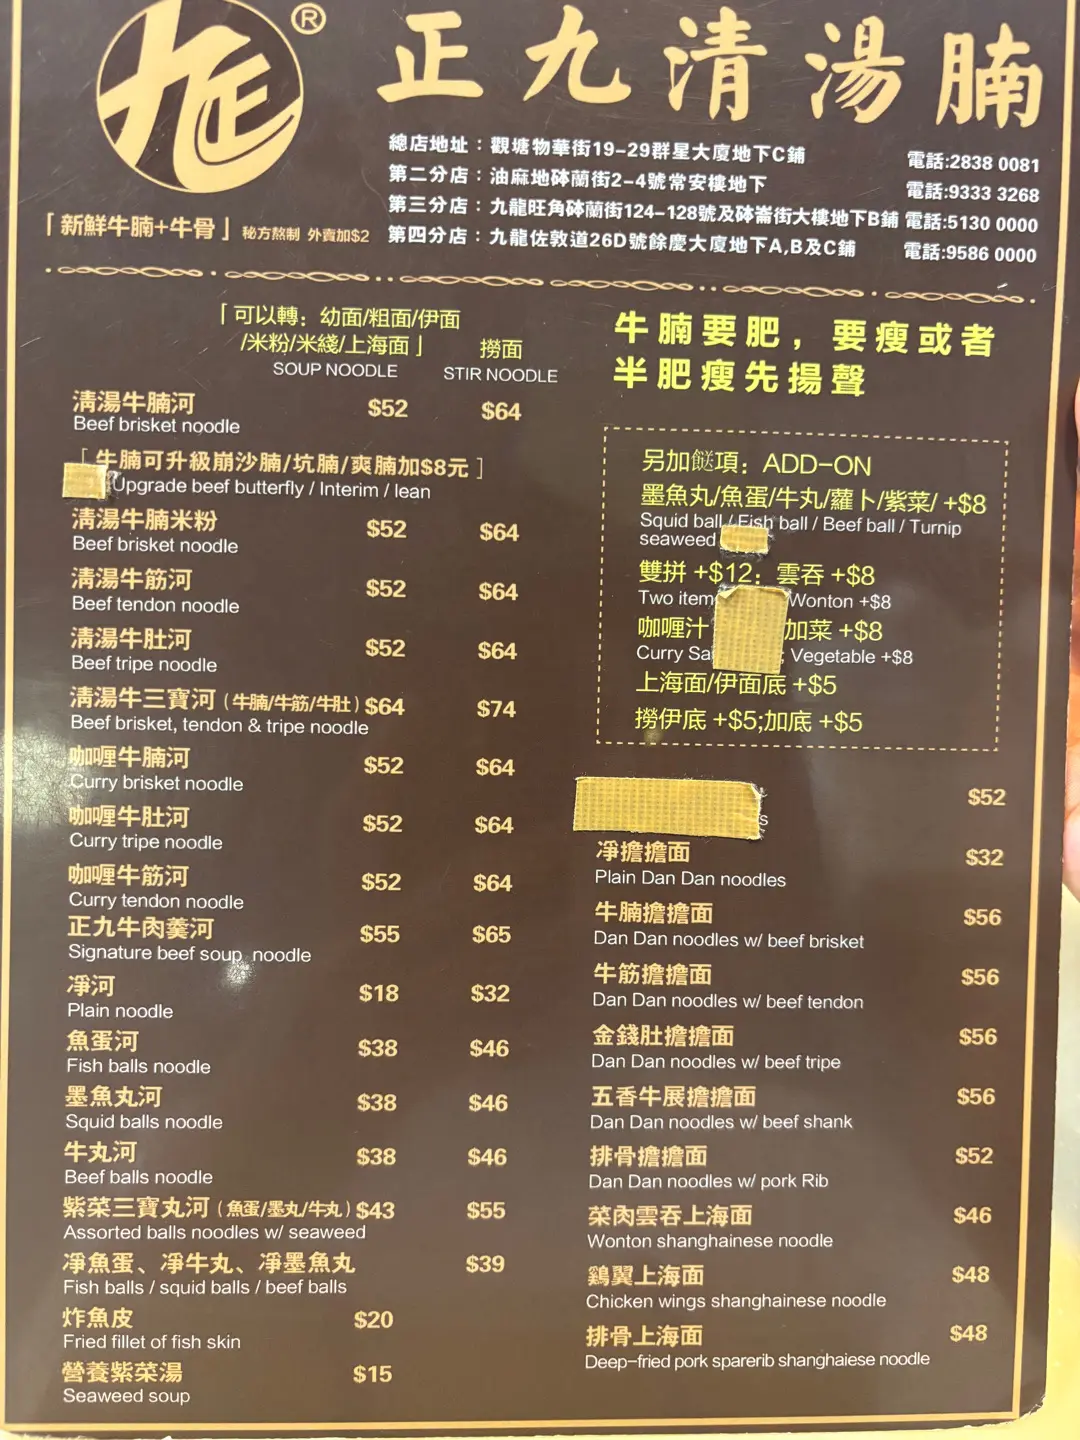 九正®
正九清湯腩
總店地址：觀塘物華街19-29群星大廈地下C鋪 電話:2838 0081
第二分店：油麻地砵蘭街2-4號常安樓地下 電話:9333 3268
第三分店：九龍旺角砵蘭街124-128號及砵崙街大樓地下B鋪 電話:5130 0000
第四分店：九龍佐敦道26D號餘慶大廈地下A,B及C鋪 電話:9586 0000
「新鮮牛腩+牛骨」秘方熬制 外賣加$2
「可以轉：幼面/粗面/伊面
/米粉/米綫/上海面」 撈面
SOUP NOODLE STIR NOODLE
清湯牛腩河 $52 $64
Beef brisket noodle
[ 牛腩可升級崩沙腩/坑腩/爽腩加$8元 ]
Upgrade beef butterfly / Interim / lean
清湯牛腩米粉 $52 $64
Beef brisket noodle
清湯牛筋河 $52 $64
Beef tendon noodle
清湯牛肚河 $52 $64
Beef tripe noodle
清湯牛三寶河（牛腩/牛筋/牛肚）$64 $74
Beef brisket, tendon & tripe noodle
咖喱牛腩河 $52 $64
Curry brisket noodle
咖喱牛肚河 $52 $64
Curry tripe noodle
咖喱牛筋河 $52 $64
Curry tendon noodle
正九牛肉羹河 $55 $65
Signature beef soup noodle
凈河 $18 $32
Plain noodle
魚蛋河 $38 $46
Fish balls noodle
墨魚丸河 $38 $46
Squid balls noodle
牛丸河 $38 $46
Beef balls noodle
紫菜三寶丸河（魚蛋/墨丸/牛丸）$43 $55
Assorted balls noodles w/ seaweed
凈魚蛋、凈牛丸、凈墨魚丸 $39
Fish balls / squid balls / beef balls
炸魚皮 $20
Fried fillet of fish skin
營養紫菜湯 $15
Seaweed soup
牛腩要肥，要瘦或者
半肥瘦先揚聲
另加餸項：ADD-ON
墨魚丸/魚蛋/牛丸/蘿卜/紫菜/ +$8
Squid ball / Fish ball / Beef ball / Turnip
seaweed
雙拼 +$12：雲吞 +$8
Two item Wonton +$8
咖喱汁 加菜 +$8
Curry Sa ; Vegetable +$8
上海面/伊面底 +$5
撈伊底 +$5;加底 +$5
s $52
凈擔擔面 $32
Plain Dan Dan noodles
牛腩擔擔面 $56
Dan Dan noodles w/ beef brisket
牛筋擔擔面 $56
Dan Dan noodles w/ beef tendon
金錢肚擔擔面 $56
Dan Dan noodles w/ beef tripe
五香牛展擔擔面 $56
Dan Dan noodles w/ beef shank
排骨擔擔面 $52
Dan Dan noodles w/ pork Rib
菜肉雲吞上海面 $46
Wonton shanghainese noodle
鷄翼上海面 $48
Chicken wings shanghainese noodle
排骨上海面 $48
Deep-fried pork sparerib shanghaiese noodle